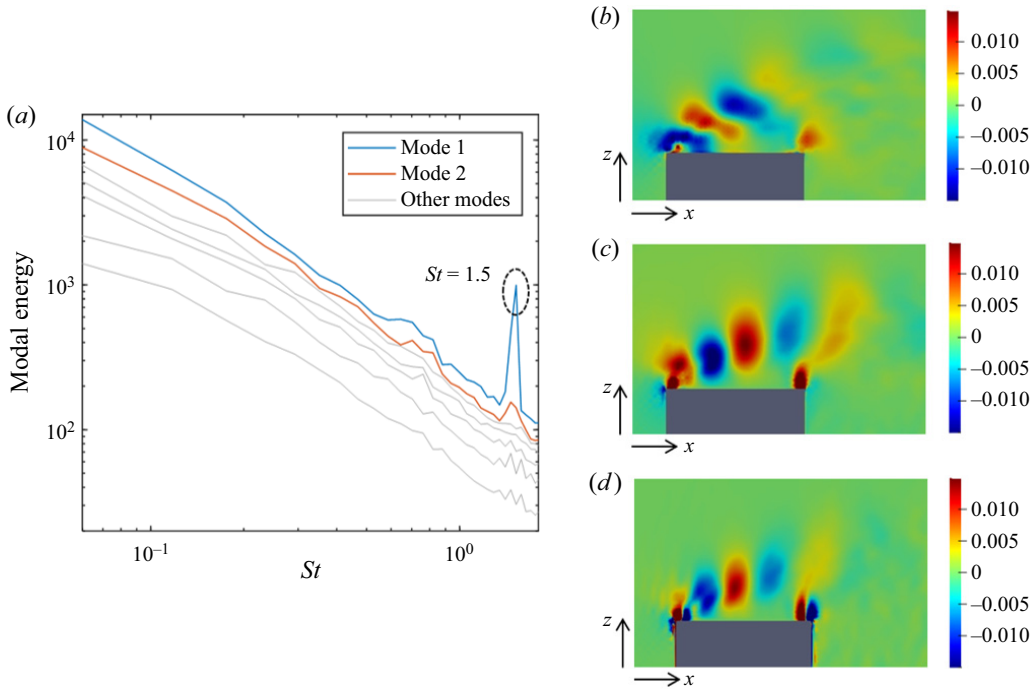 (a)
10^4
10^3
10^2
Modal energy
Mode 1
Mode 2
Other modes
St = 1.5
10^–1
10^0
St
(b)
z
x
0.010
0.005
0
–0.005
–0.010
(c)
z
x
0.010
0.005
0
–0.005
–0.010
(d)
z
x
0.010
0.005
0
–0.005
–0.010